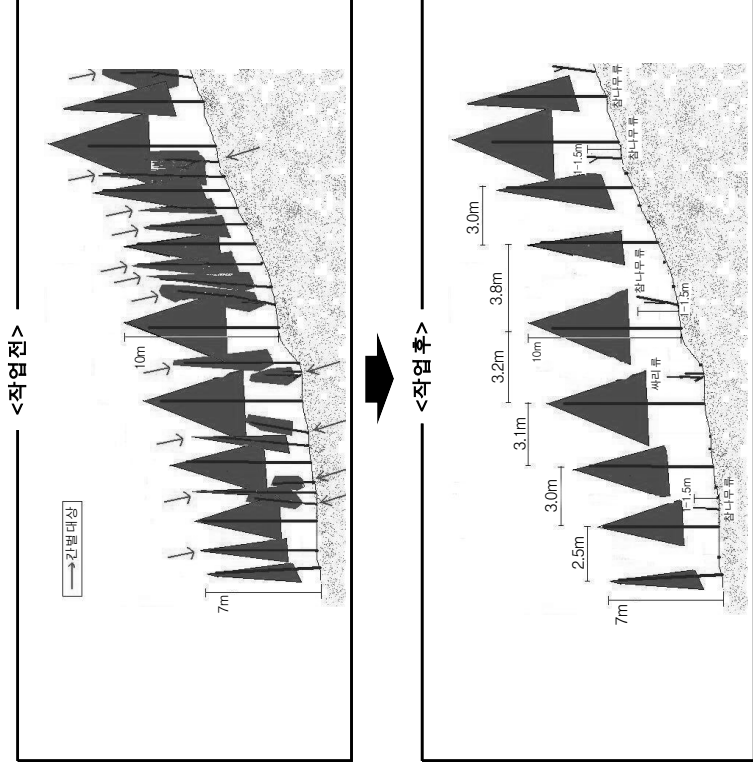 <작업전>
→간벌대상
7m
10m
<작업후>
7m
2.5m
3.0m
3.1m
3.2m
3.8m
3.0m
10m
1-1.5m
참나무류
싸리류
1-1.5m
참나무류
1-1.5m
참나무류
참나무류